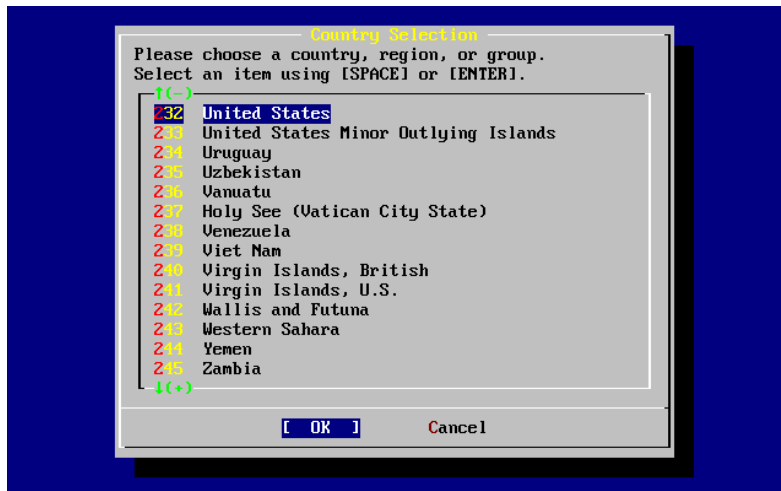 Country Selection
Please choose a country, region, or group.
Select an item using [SPACE] or [ENTER].
↑(-)
232 United States
233 United States Minor Outlying Islands
234 Uruguay
235 Uzbekistan
236 Vanuatu
237 Holy See (Vatican City State)
238 Venezuela
239 Viet Nam
240 Virgin Islands, British
241 Virgin Islands, U.S.
242 Wallis and Futuna
243 Western Sahara
244 Yemen
245 Zambia
↓(+)
[ OK ] Cancel